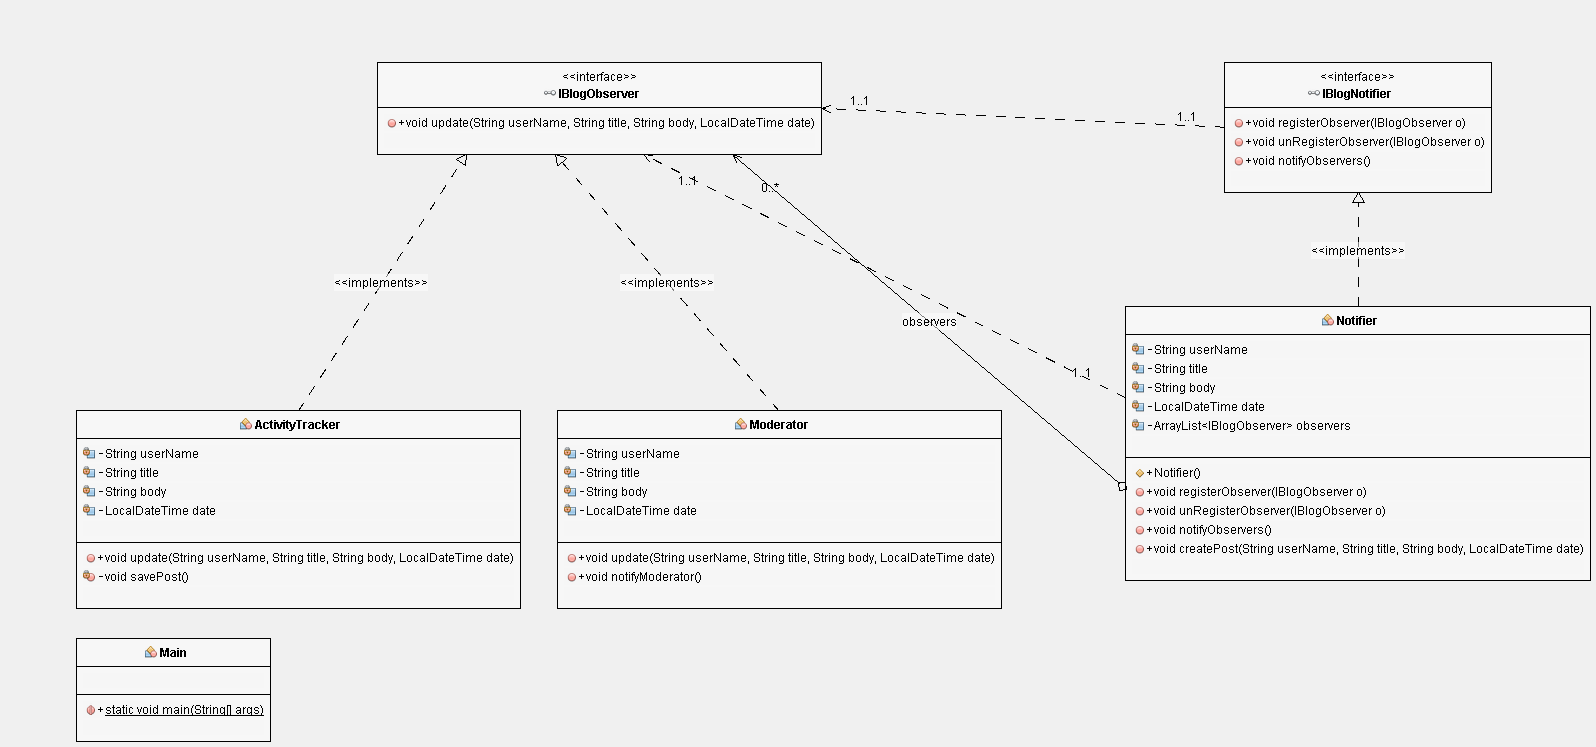 <<interface>>
IBlogObserver
+void update(String userName, String title, String body, LocalDateTime date)
<<interface>>
IBlogNotifier
+void registerObserver(IBlogObserver o)
+void unRegisterObserver(IBlogObserver o)
+void notifyObservers()
1..1
1..1
1..1
0..*
<<implements>>
<<implements>>
<<implements>>
observers
1..1
Notifier
-String userName
-String title
-String body
-LocalDateTime date
-ArrayList<IBlogObserver> observers
+Notifier()
+void registerObserver(IBlogObserver o)
+void unRegisterObserver(IBlogObserver o)
+void notifyObservers()
+void createPost(String userName, String title, String body, LocalDateTime date)
ActivityTracker
-String userName
-String title
-String body
-LocalDateTime date
+void update(String userName, String title, String body, LocalDateTime date)
-void savePost()
Moderator
-String userName
-String title
-String body
-LocalDateTime date
+void update(String userName, String title, String body, LocalDateTime date)
+void notifyModerator()
Main
+static void main(String[] args)